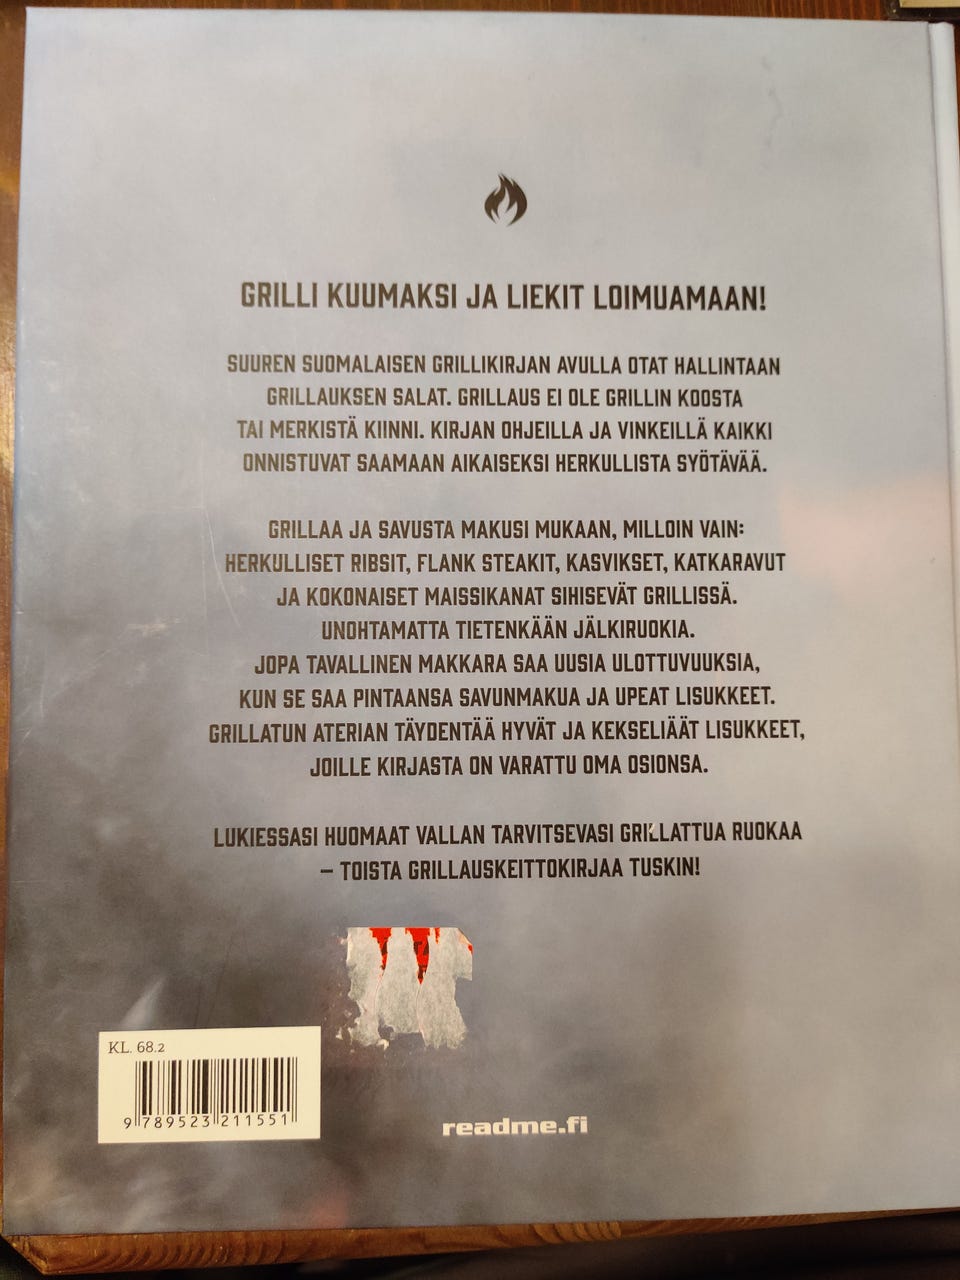 GRILLI KUUMAKSI JA LIEKIT LOIMUAMAAN!
SUUREN SUOMALAISEN GRILLIKIRJAN AVULLA OTAT HALLINTAAN
GRILLAUKSEN SALAT. GRILLAUS EI OLE GRILLIN KOOSTA
TAI MERKISTÄ KIINNI. KIRJAN OHJEILLA JA VINKEILLÄ KAIKKI
ONNISTUVAT SAAMAAN AIKAISEKSI HERKULLISTA SYÖTÄVÄÄ.
GRILLAA JA SAVUSTA MAKUSI MUKAAN, MILLOIN VAIN:
HERKULLISET RIBSIT, FLANK STEAKIT, KASVIKSET, KATKARAVUT
JA KOKONAISET MAISSIKANAT SIHISEVÄT GRILLISSÄ.
UNOHTAMATTA TIETENKÄÄN JÄLKIRUOKIA.
JOPA TAVALLINEN MAKKARA SAA UUSIA ULOTTUVUUKSIA,
KUN SE SAA PINTAANSA SAVUNMAKUA JA UPEAT LISUKKEET.
GRILLATUN ATERIAN TÄYDENTÄÄ HYVÄT JA KEKSELIÄÄT LISUKKEET,
JOILLE KIRJASTA ON VARATTU OMA OSIONSA.
LUKIESSASI HUOMAAT VALLAN TARVITSEVASI GRILLATTUA RUOKAA
– TOISTA GRILLAUSKEITTOKIRJAA TUSKIN!
KL. 68.2
9 789523 211551
readme.fi